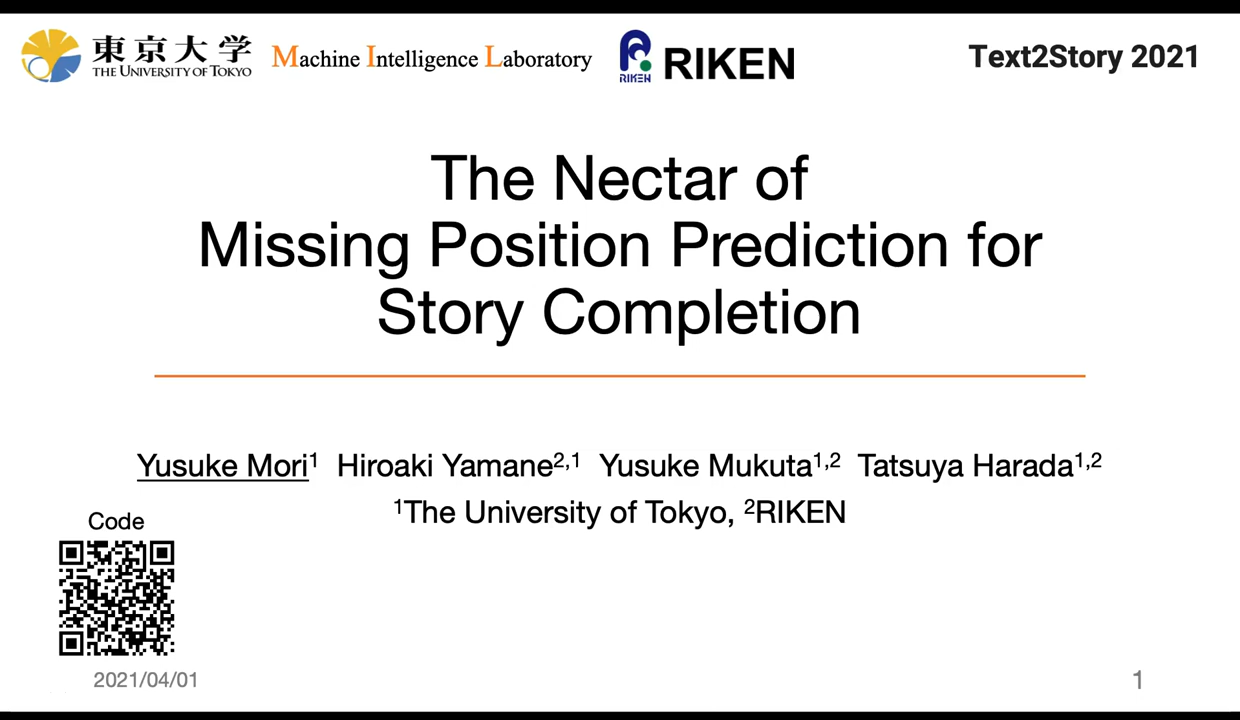 東京大学
THE UNIVERSITY OF TOKYO
Machine Intelligence Laboratory
RIKEN
RIKEN
Text2Story 2021
The Nectar of
Missing Position Prediction for
Story Completion
Yusuke Mori¹ Hiroaki Yamane²,¹ Yusuke Mukuta¹,² Tatsuya Harada¹,²
¹The University of Tokyo, ²RIKEN
Code
2021/04/01
1